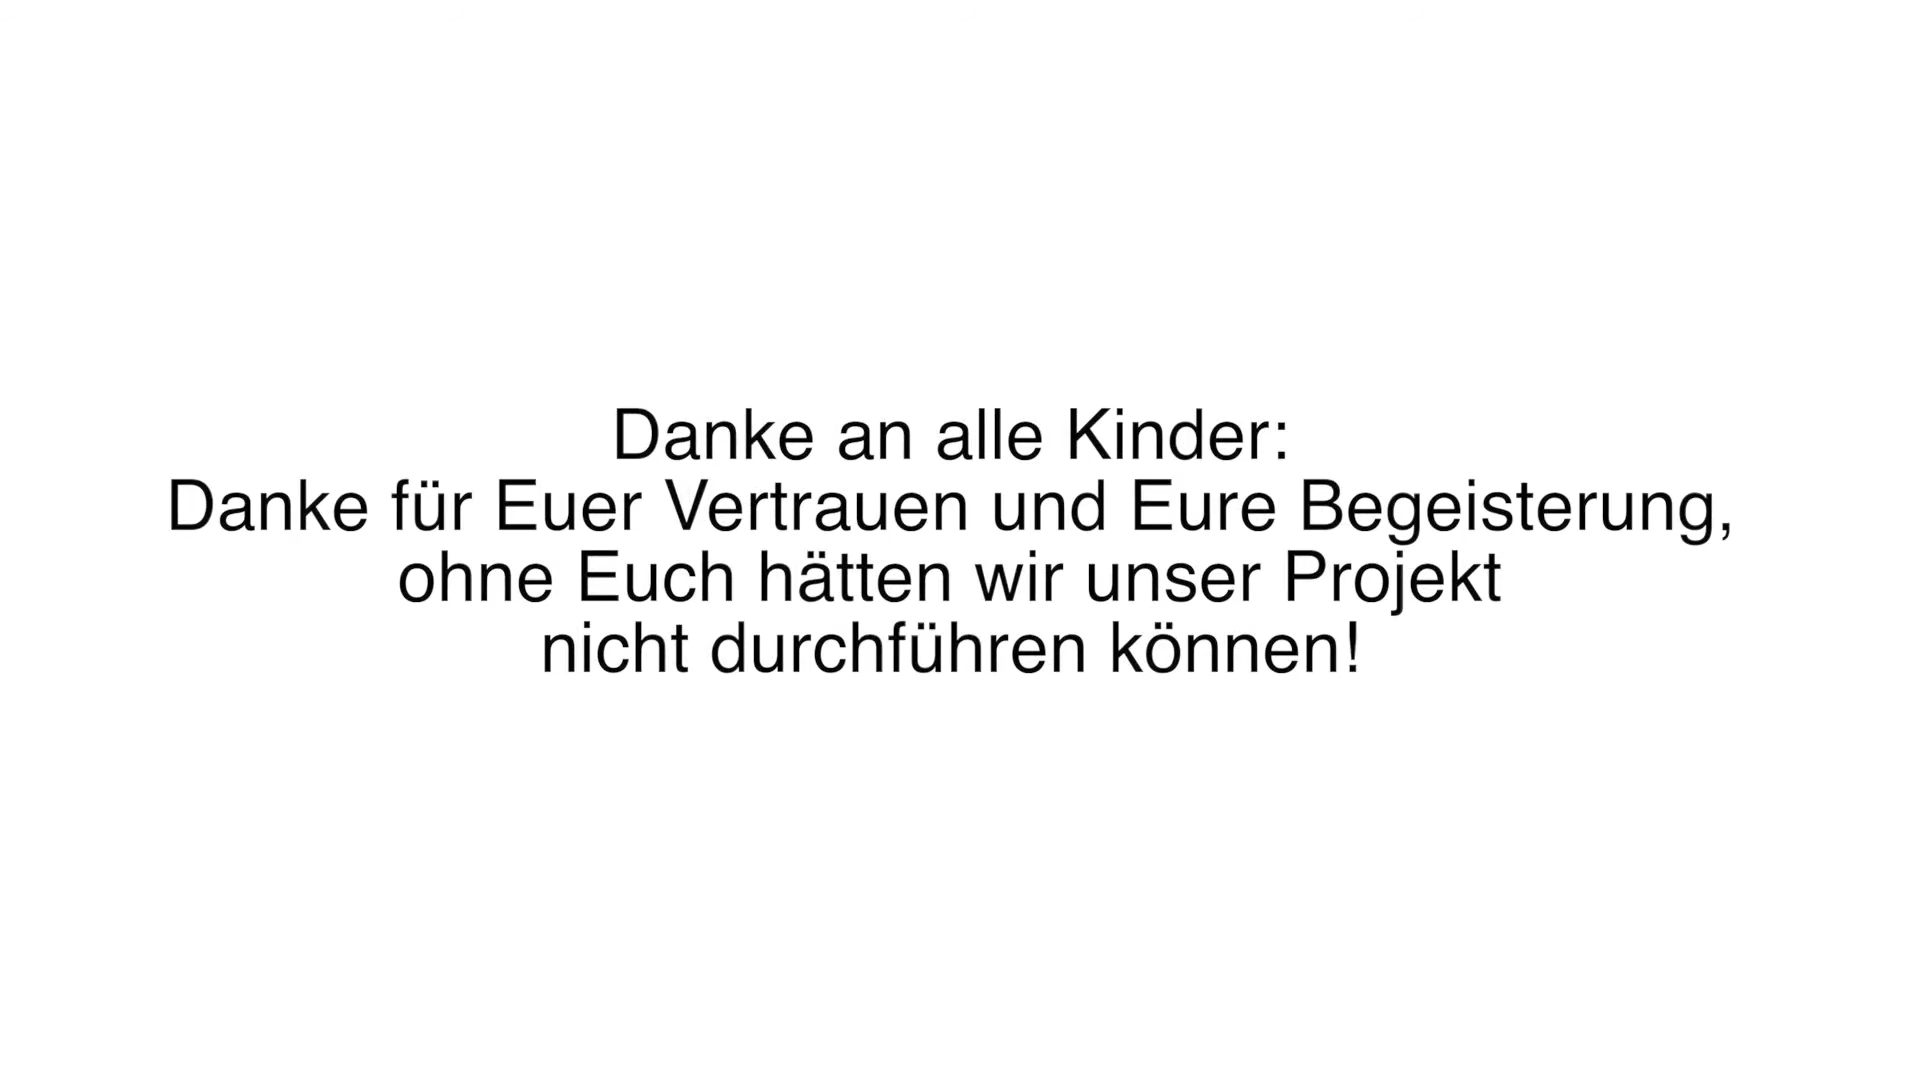 Danke an alle Kinder:
Danke für Euer Vertrauen und Eure Begeisterung,
ohne Euch hätten wir unser Projekt
nicht durchführen können!